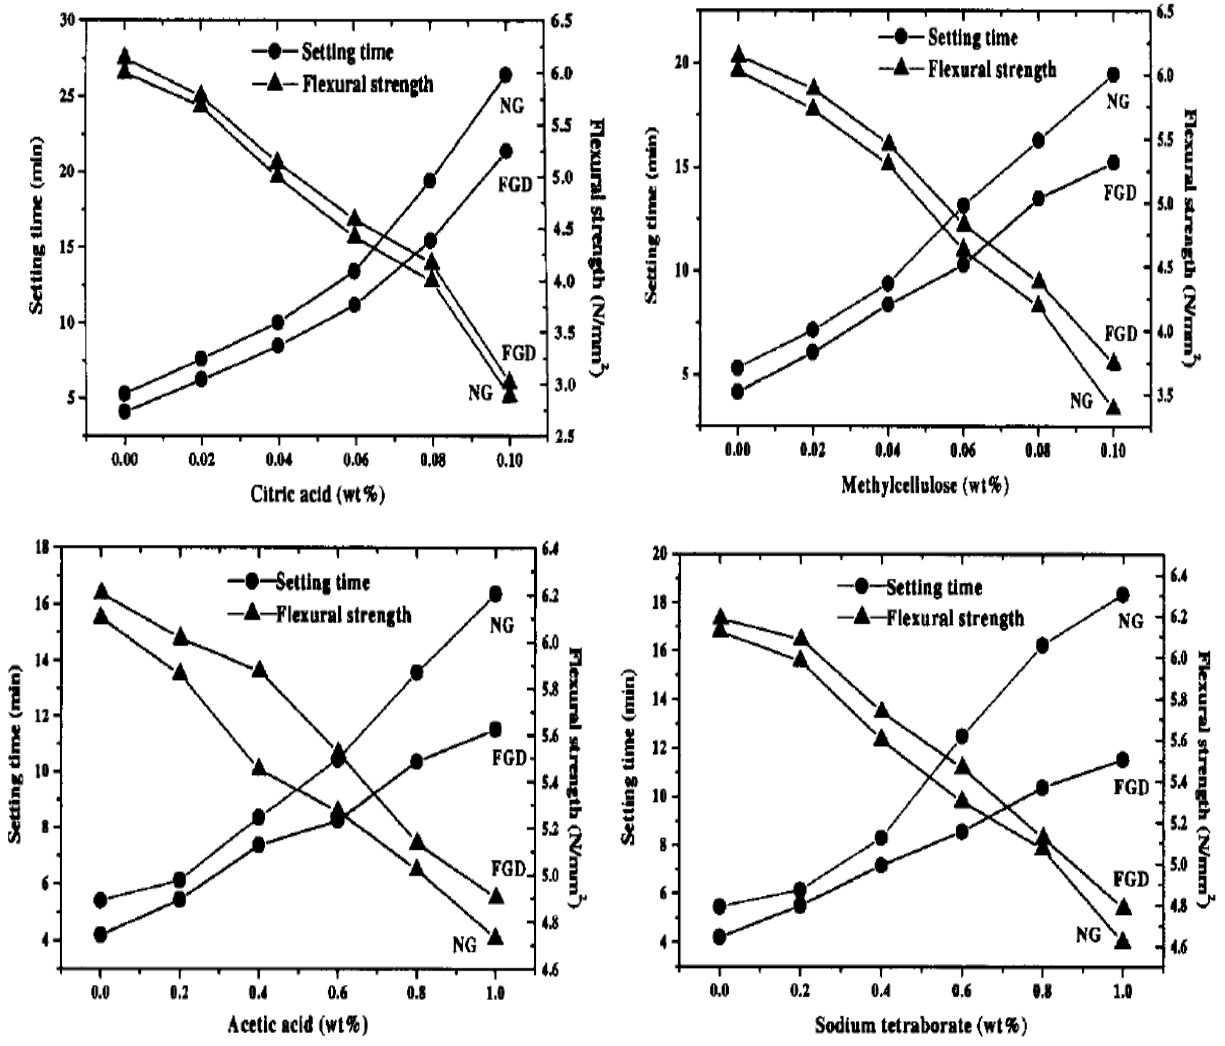 30
25
20
15
10
5
Setting time (min)
Setting time
Flexural strength
NG
FGD
FGD
NG
6.5
6.0
5.5
5.0
4.5
4.0
3.5
3.0
2.5
Flexural strength (N/mm²)
0.00 0.02 0.04 0.06 0.08 0.10
Citric acid (wt%)
20
15
10
5
Setting time (min)
Setting time
Flexural strength
NG
FGD
FGD
NG
6.5
6.0
5.5
5.0
4.5
4.0
3.5
Flexural strength (N/mm²)
0.00 0.02 0.04 0.06 0.08 0.10
Methylcellulose (wt%)
18
16
14
12
10
8
6
4
Setting time (min)
Setting time
Flexural strength
NG
FGD
FGD
NG
6.4
6.2
6.0
5.8
5.6
5.4
5.2
5.0
4.8
4.6
Flexural strength (N/mm²)
0.0 0.2 0.4 0.6 0.8 1.0
Acetic acid (wt%)
20
18
16
14
12
10
8
6
4
Setting time (min)
Setting time
Flexural strength
NG
FGD
FGD
NG
6.4
6.2
6.0
5.8
5.6
5.4
5.2
5.0
4.8
4.6
Flexural strength (N/mm²)
0.0 0.2 0.4 0.6 0.8 1.0
Sodium tetraborate (wt%)